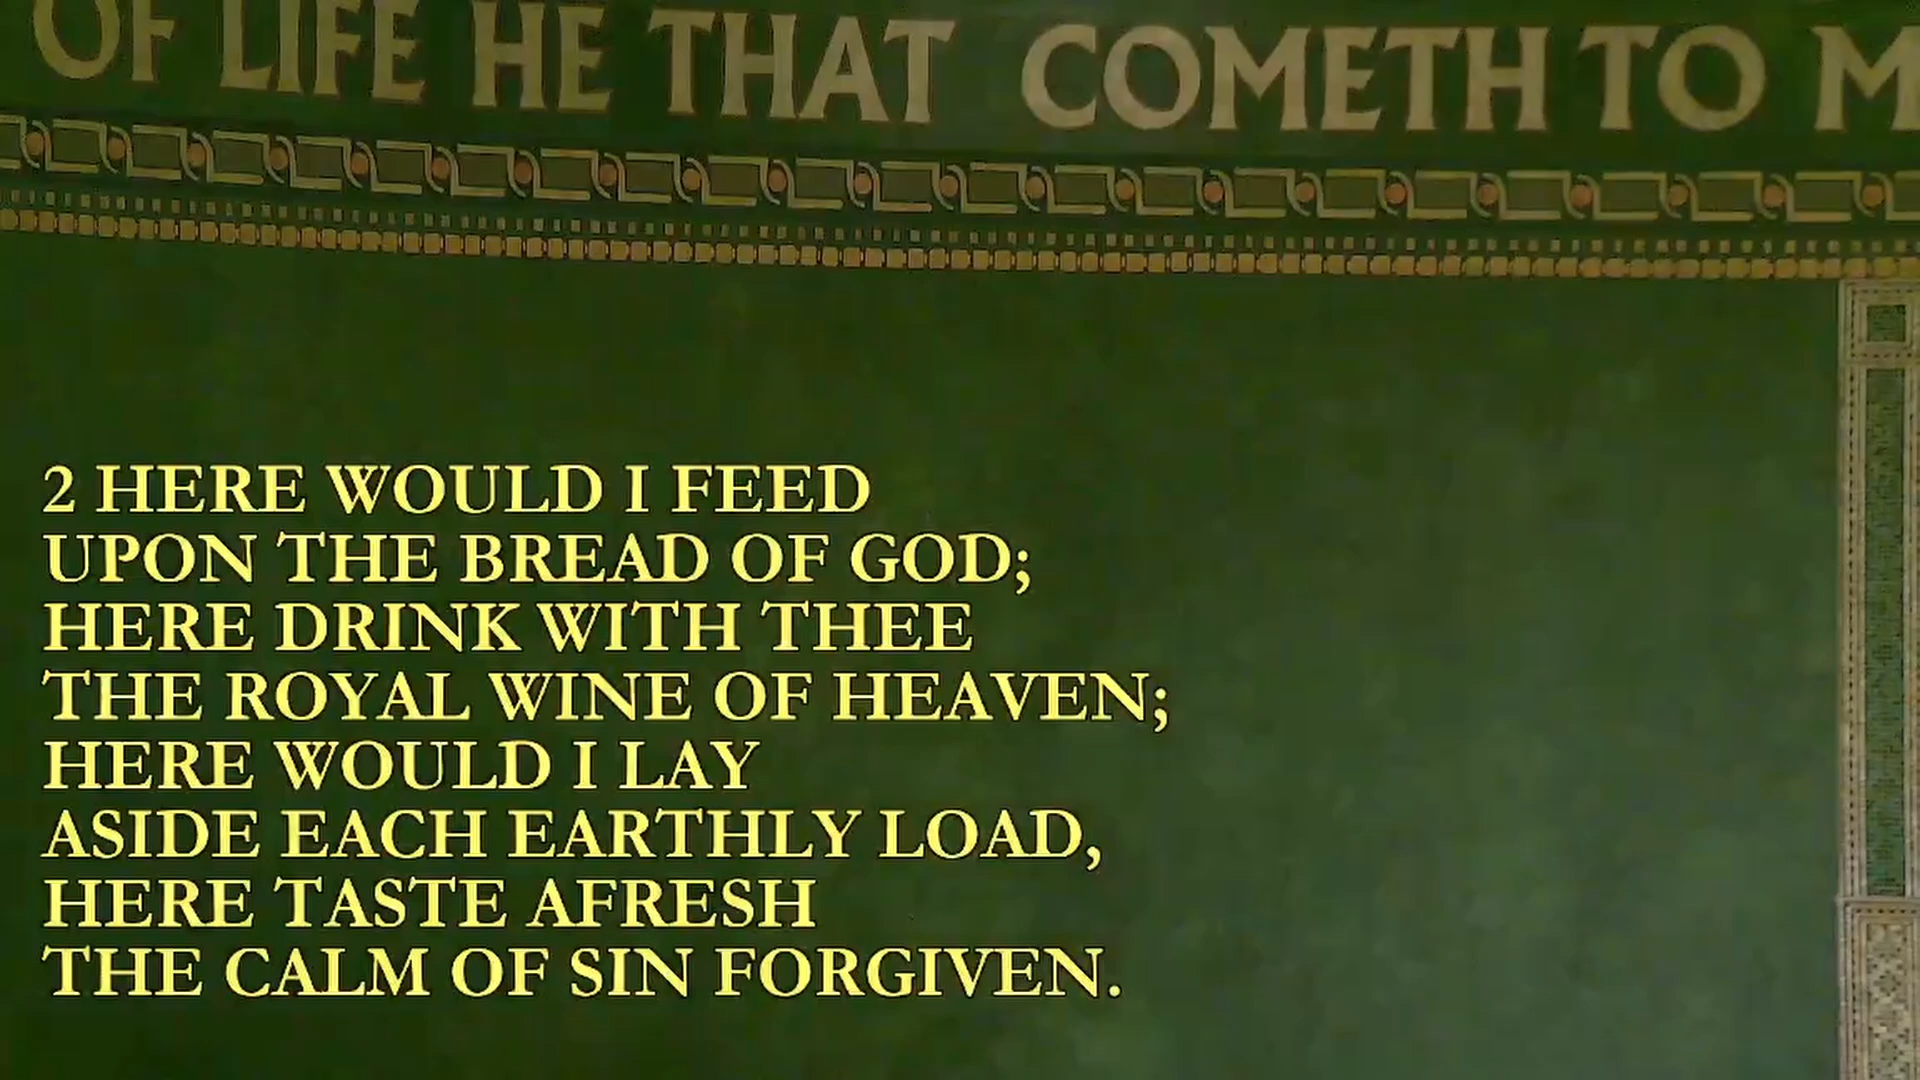 OF LIFE HE THAT COMETH TO M
2 HERE WOULD I FEED
UPON THE BREAD OF GOD;
HERE DRINK WITH THEE
THE ROYAL WINE OF HEAVEN;
HERE WOULD I LAY
ASIDE EACH EARTHLY LOAD,
HERE TASTE AFRESH
THE CALM OF SIN FORGIVEN.